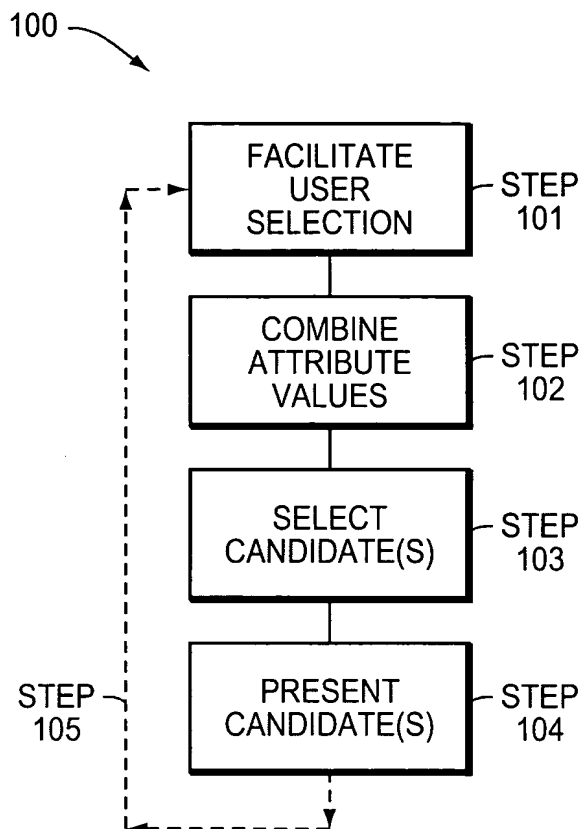 100
FACILITATE
USER
SELECTION
STEP
101
COMBINE
ATTRIBUTE
VALUES
STEP
102
SELECT
CANDIDATE(S)
STEP
103
PRESENT
CANDIDATE(S)
STEP
104
STEP
105